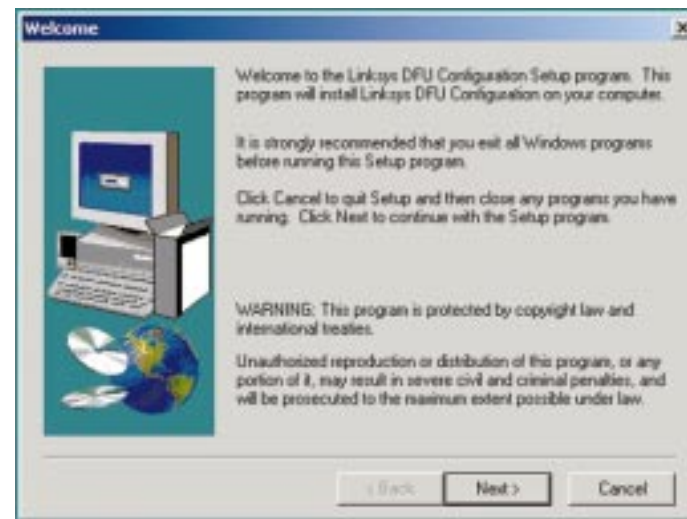 Welcome
Welcome to the Linksys DFU Configuration Setup program. This
program will install Linksys DFU Configuration on your computer.
It is strongly recommended that you exit all Windows programs
before running this Setup program.
Click Cancel to quit Setup and then close any programs you have
running. Click Next to continue with the Setup program.
WARNING: This program is protected by copyright law and
international treaties.
Unauthorized reproduction or distribution of this program, or any
portion of it, may result in severe civil and criminal penalties, and
will be prosecuted to the maximum extent possible under law.
< Back Next > Cancel